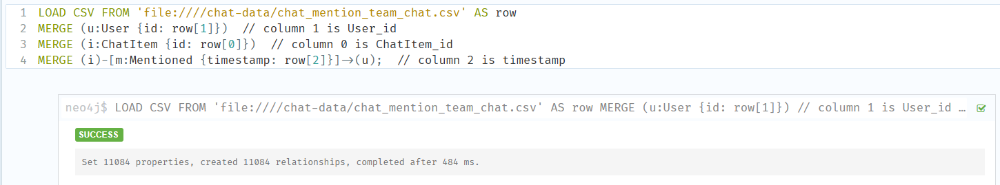 1 LOAD CSV FROM 'file:////chat-data/chat_mention_team_chat.csv' AS row
2 MERGE (u:User {id: row[1]}) // column 1 is User_id
3 MERGE (i:ChatItem {id: row[0]}) // column 0 is ChatItem_id
4 MERGE (i)-[m:Mentioned {timestamp: row[2]}]->(u); // column 2 is timestamp
neo4j$ LOAD CSV FROM 'file:////chat-data/chat_mention_team_chat.csv' AS row MERGE (u:User {id: row[1]}) // column 1 is User_id …
SUCCESS
Set 11084 properties, created 11084 relationships, completed after 484 ms.